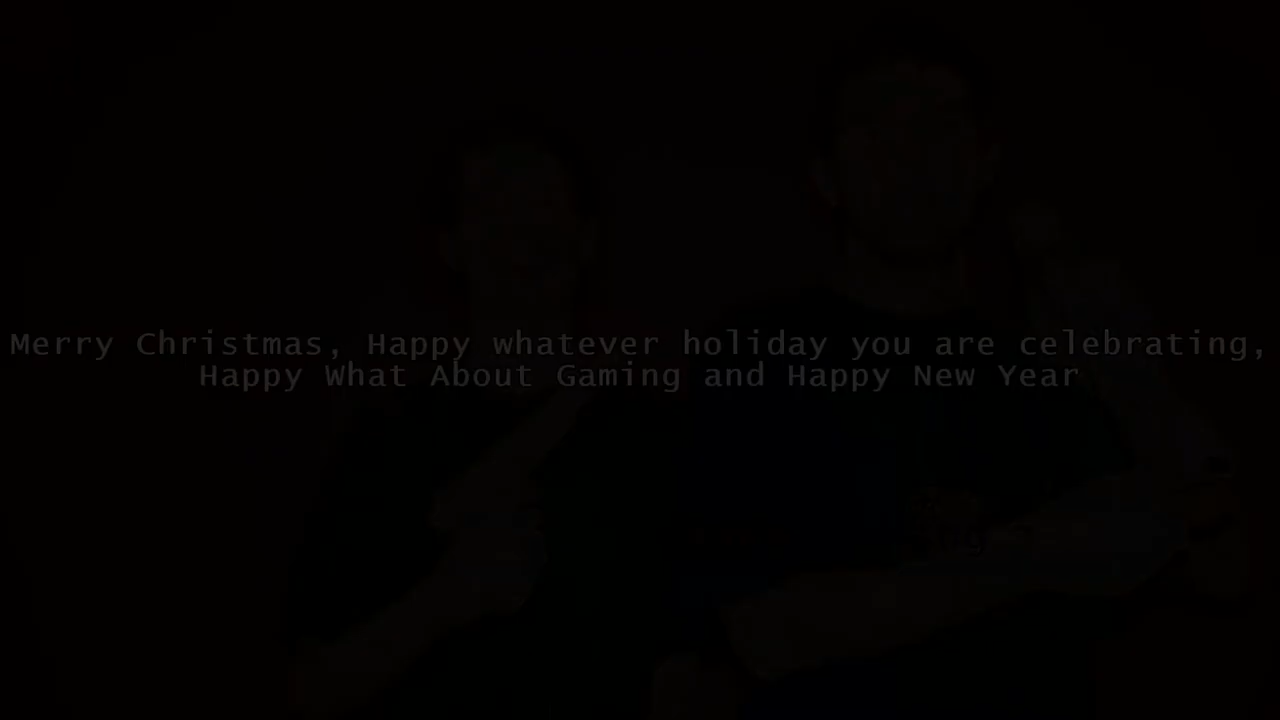 Merry Christmas, Happy whatever holiday you are celebrating,
Happy What About Gaming and Happy New Year